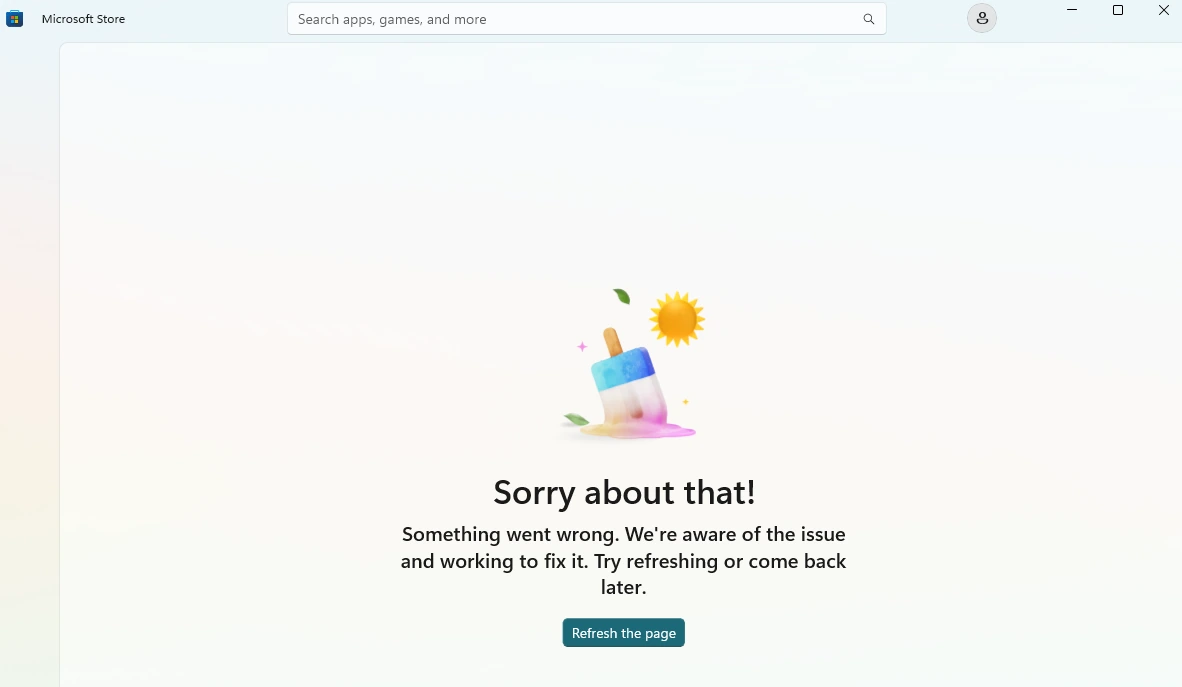 Microsoft Store
Search apps, games, and more
Sorry about that!
Something went wrong. We're aware of the issue
and working to fix it. Try refreshing or come back
later.
Refresh the page